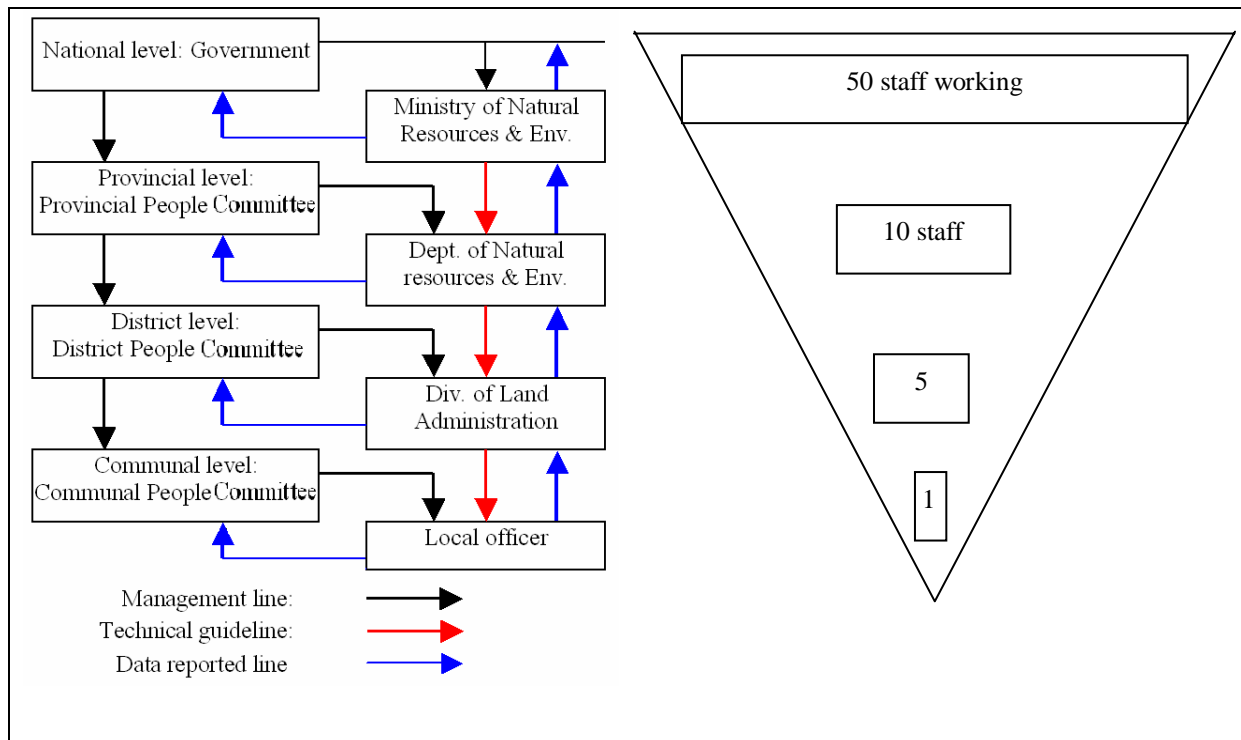 National level: Government
Ministry of Natural
Resources & Env.
Provincial level:
Provincial People Committee
Dept. of Natural
resources & Env.
District level:
District People Committee
Div. of Land
Administration
Communal level:
Communal People Committee
Local officer
Management line:
Technical guideline:
Data reported line
50 staff working
10 staff
5
1